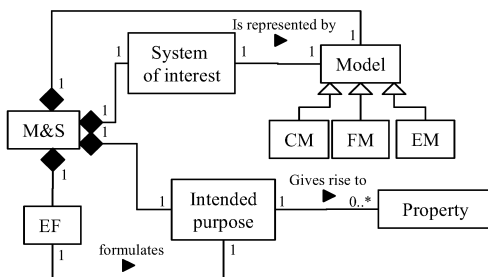 Is represented by
1
1
System
of interest
1
1
Model
1
M&S
1
1
1
CM
FM
EM
EF
1
Intended
purpose
1
Gives rise to
1
0..*
Property
formulates
1